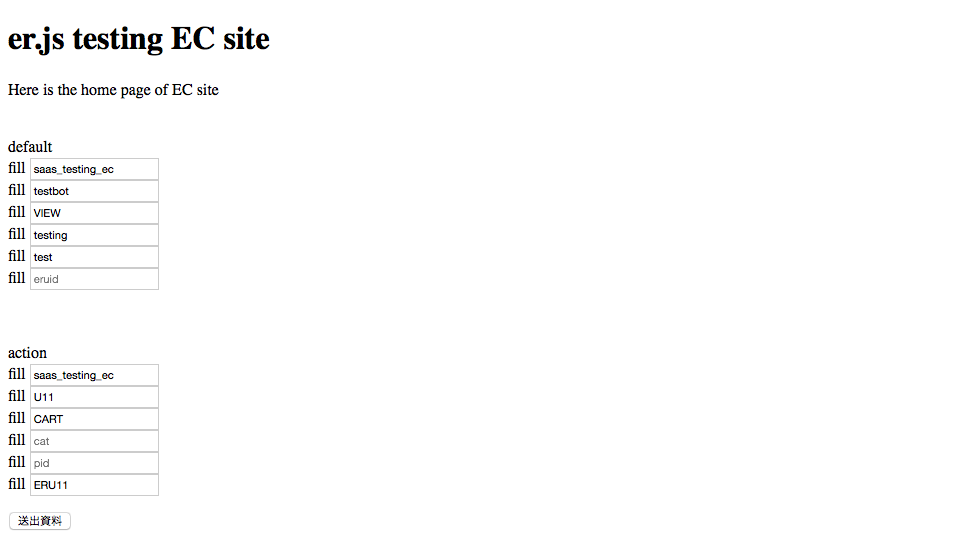 er.js testing EC site
Here is the home page of EC site
default
fill saas_testing_ec
fill testbot
fill VIEW
fill testing
fill test
fill eruid
action
fill saas_testing_ec
fill U11
fill CART
fill cat
fill pid
fill ERU11
送出資料